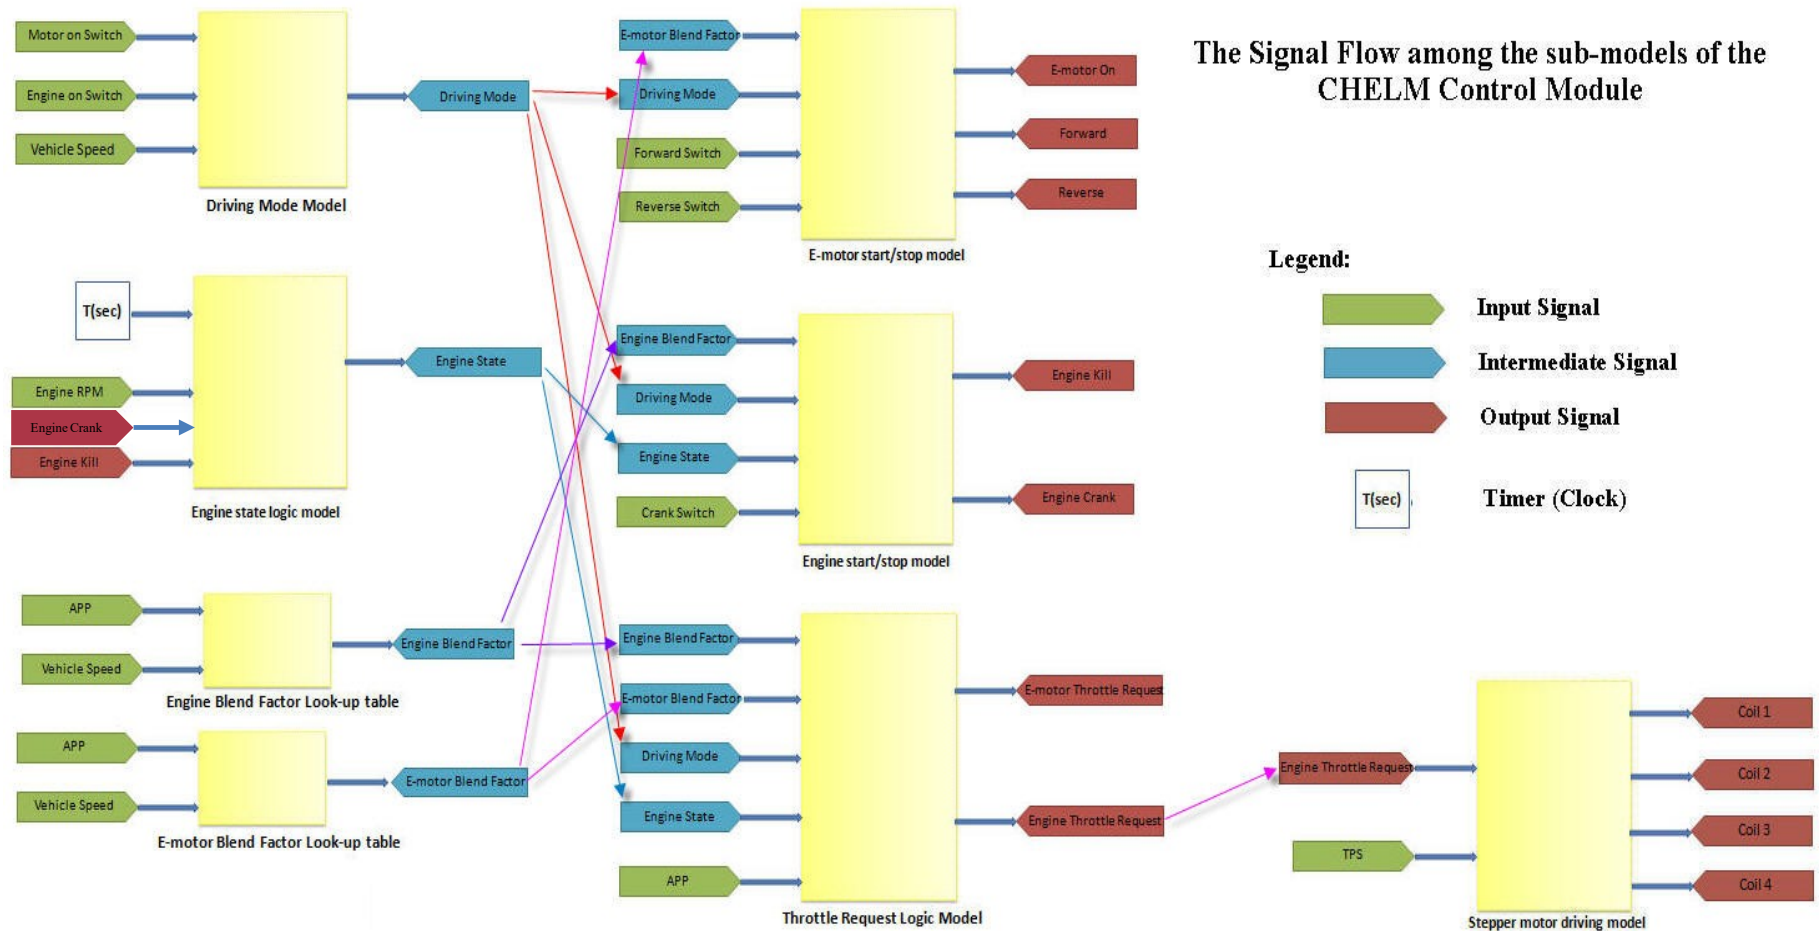 The Signal Flow among the sub-models of the
CHELM Control Module
Motor on Switch
Engine on Switch
Vehicle Speed
Driving Mode
Driving Mode Model
E-motor Blend Factor
Driving Mode
Forward Switch
Reverse Switch
E-motor On
Forward
Reverse
E-motor start/stop model
Legend:
Input Signal
Intermediate Signal
Output Signal
T(sec)
Timer (Clock)
T(sec)
Engine RPM
Engine Crank
Engine Kill
Engine State
Engine state logic model
Engine Blend Factor
Driving Mode
Engine State
Crank Switch
Engine Kill
Engine Crank
Engine start/stop model
APP
Vehicle Speed
Engine Blend Factor
Engine Blend Factor Look-up table
APP
Vehicle Speed
E-motor Blend Factor
E-motor Blend Factor Look-up table
Engine Blend Factor
E-motor Blend Factor
Driving Mode
Engine State
APP
E-motor Throttle Request
Engine Throttle Request
Throttle Request Logic Model
Engine Throttle Request
TPS
Coil 1
Coil 2
Coil 3
Coil 4
Stepper motor driving model